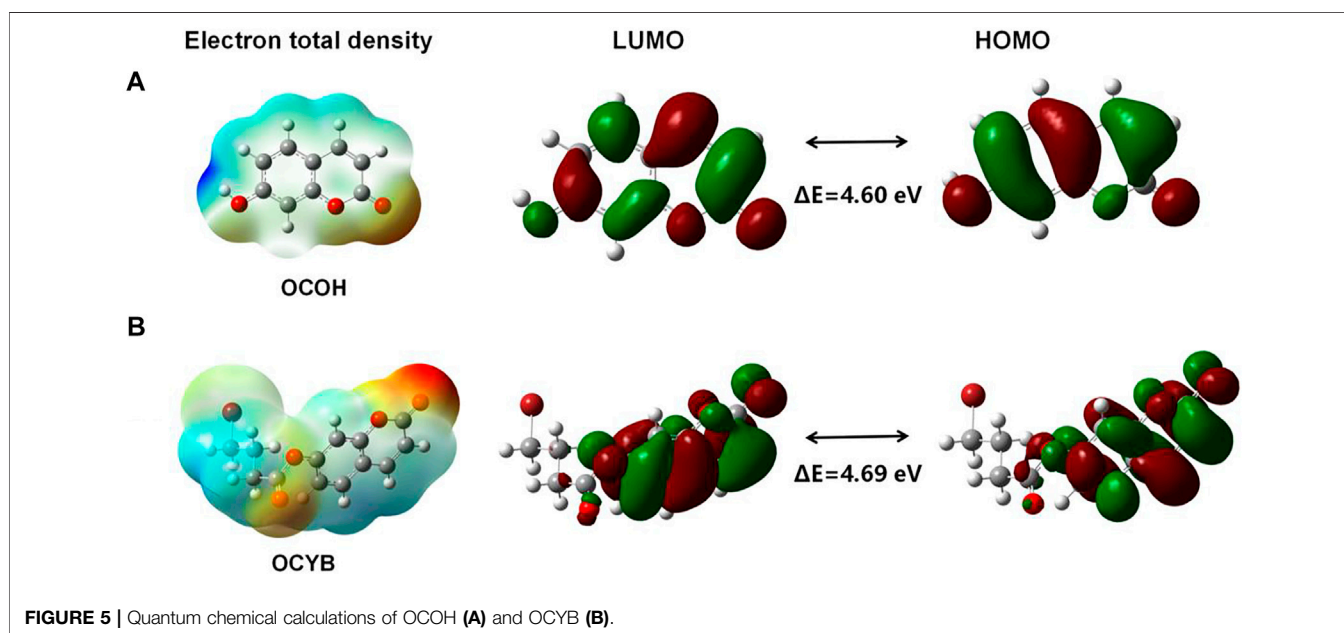 Electron total density LUMO HOMO
A
ΔE=4.60 eV
OCOH
B
ΔE=4.69 eV
OCYB
FIGURE 5 | Quantum chemical calculations of OCOH (A) and OCYB (B).